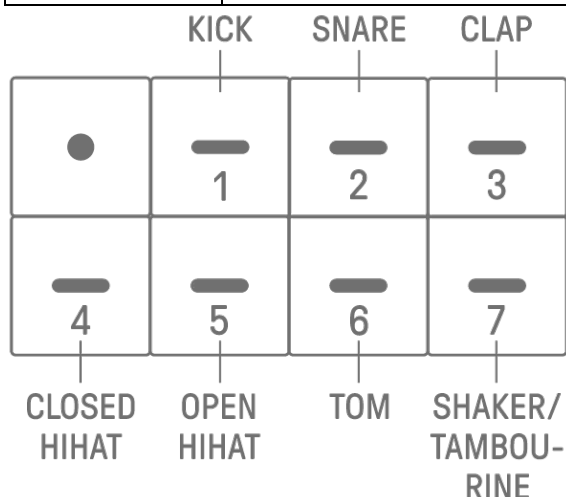 KICK SNARE CLAP
1 2 3
4 5 6 7
CLOSED OPEN TOM SHAKER/
HIHAT HIHAT TAMBOU-
RINE